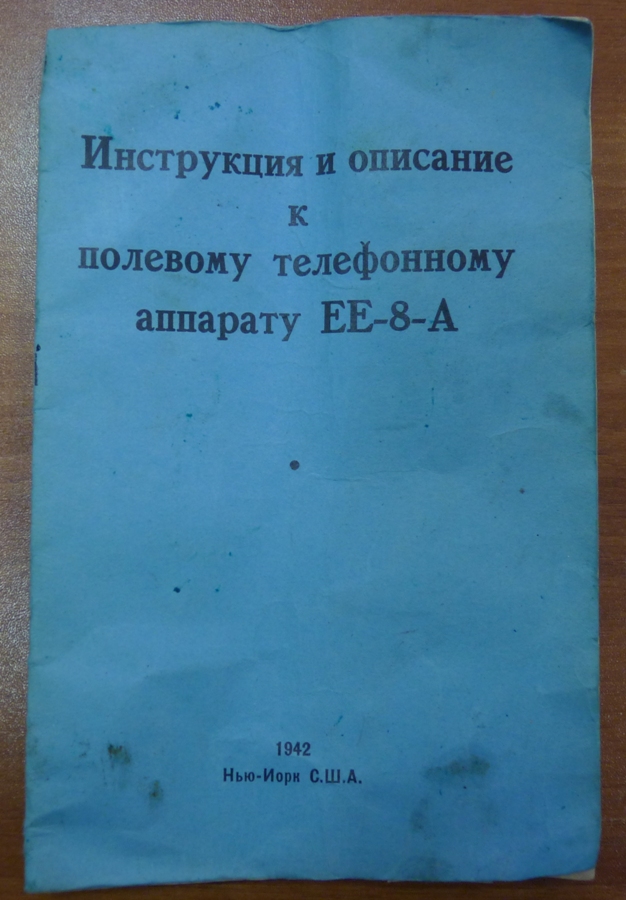 Инструкция и описание
к
полевому телефонному
аппарату ЕЕ-8-А
1942
Нью-Иорк С.Ш.А.